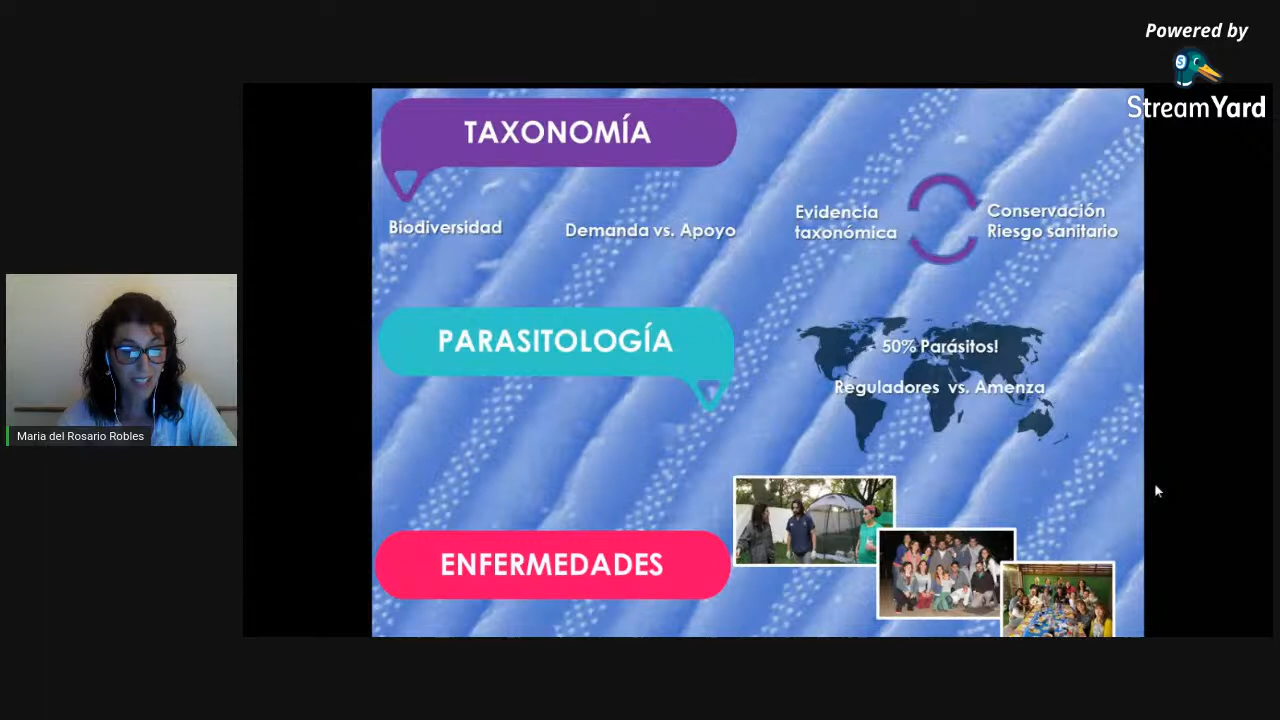 Powered by
StreamYard
TAXONOMÍA
Biodiversidad
Demanda vs. Apoyo
Evidencia
taxonómica
Conservación
Riesgo sanitario
PARASITOLOGÍA
50% Parásitos!
Reguladores vs. Amenza
Maria del Rosario Robles
ENFERMEDADES